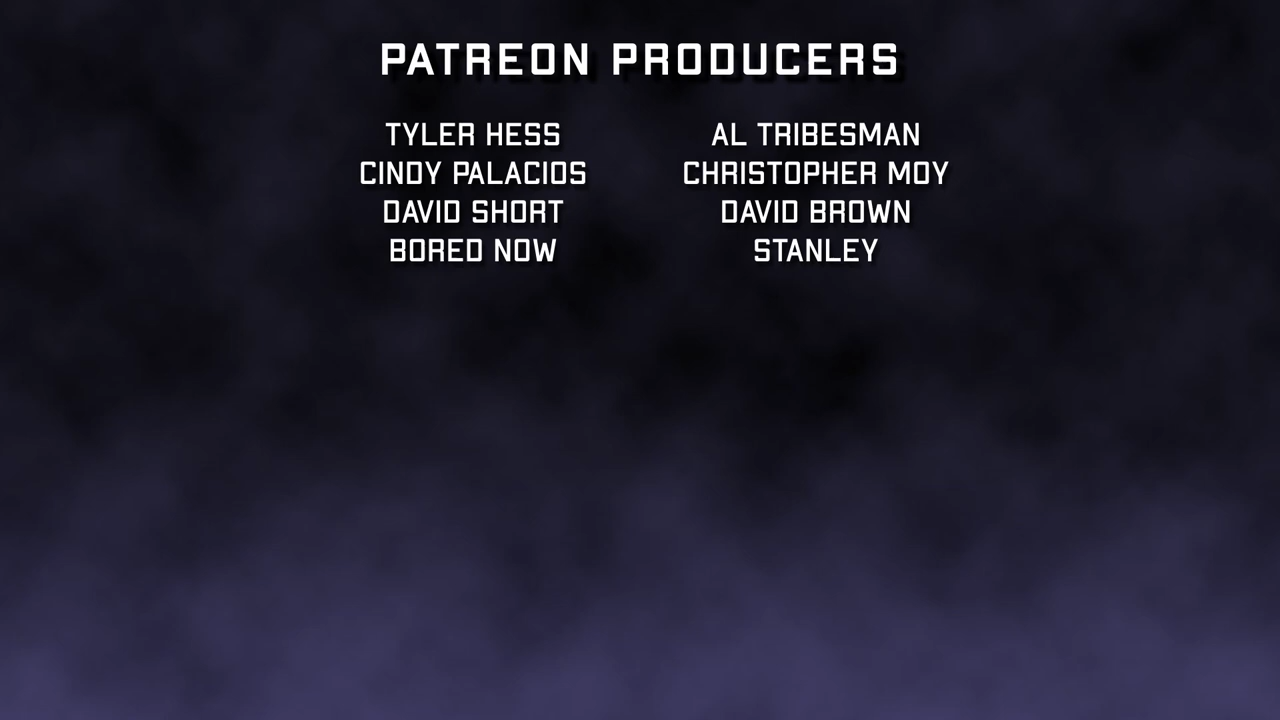 PATREON PRODUCERS
TYLER HESS
CINDY PALACIOS
DAVID SHORT
BORED NOW
AL TRIBESMAN
CHRISTOPHER MOY
DAVID BROWN
STANLEY